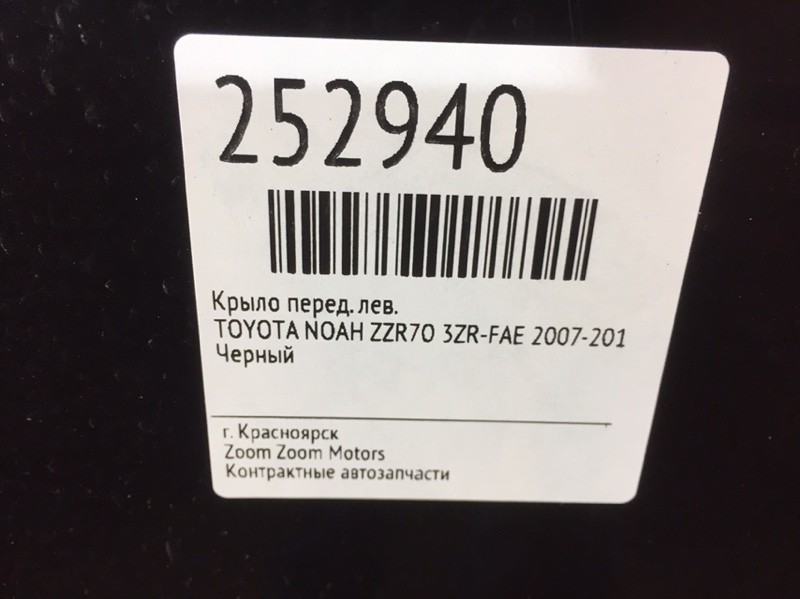 252940
Крыло перед. лев.
TOYOTA NOAH ZZR70 3ZR-FAE 2007-201
Черный
г. Красноярск
Zoom Zoom Motors
Контрактные автозапчасти